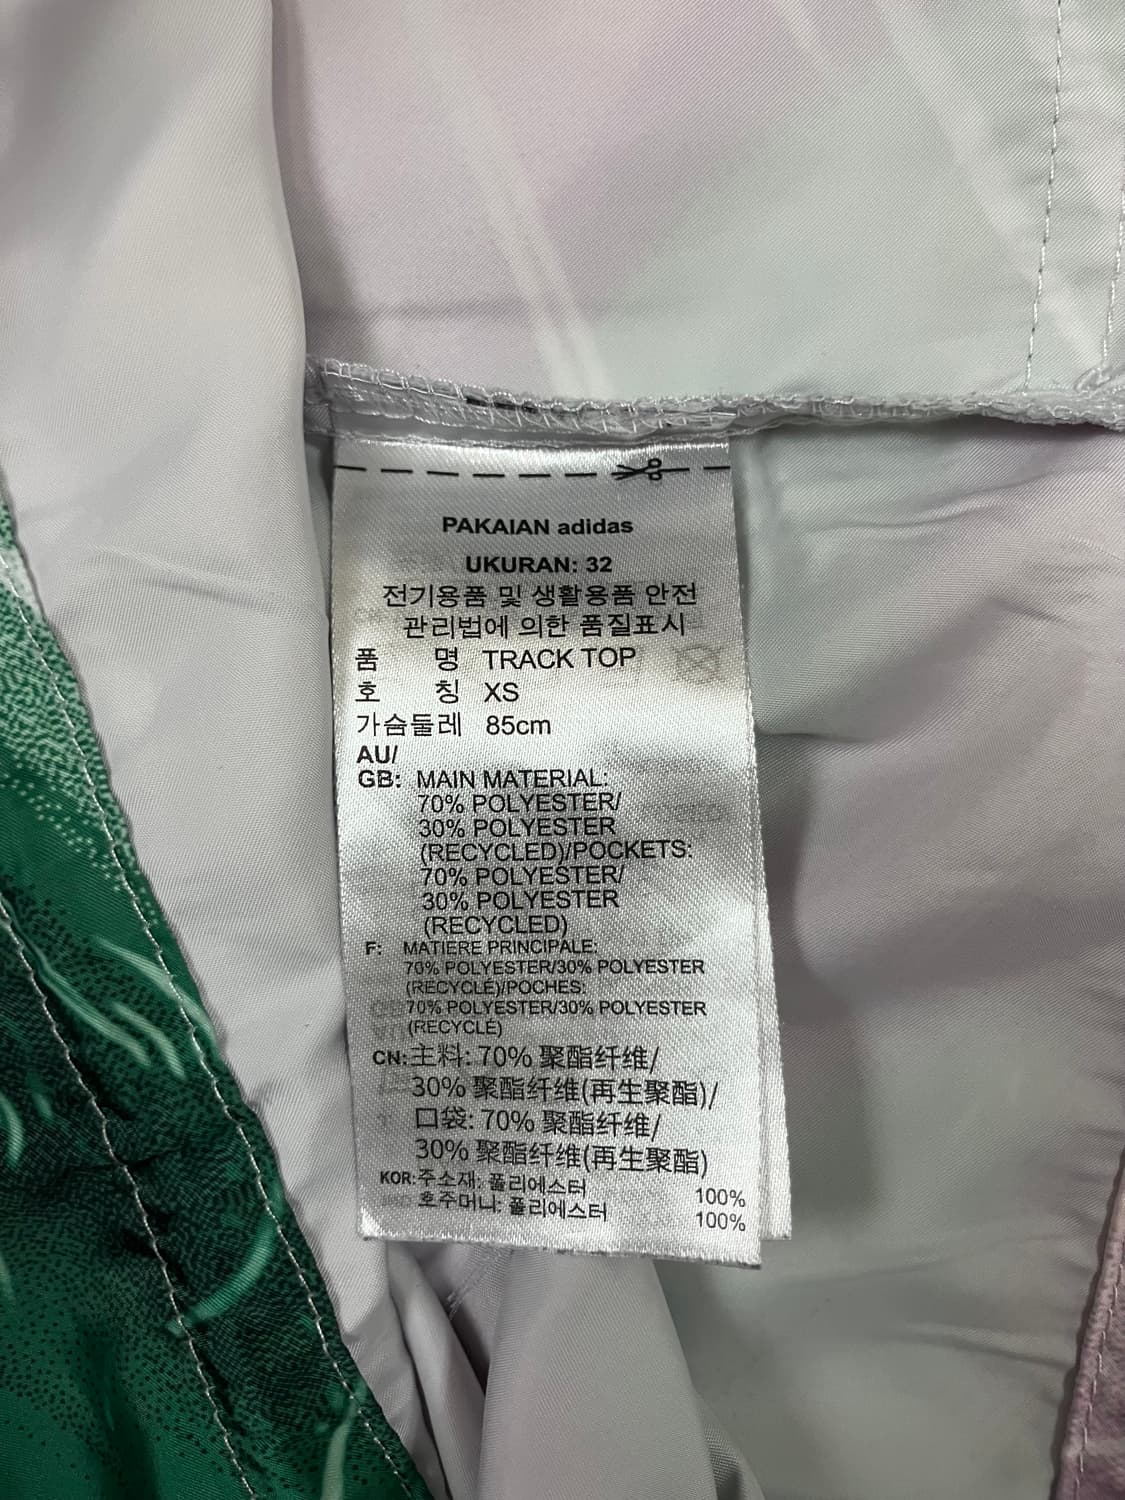 PAKAIAN adidas
UKURAN: 32
전기용품 및 생활용품 안전
관리법에 의한 품질표시
품 명 TRACK TOP
호 칭 XS
가슴둘레 85cm
AU/
GB: MAIN MATERIAL:
70% POLYESTER/
30% POLYESTER
(RECYCLED)/POCKETS:
70% POLYESTER/
30% POLYESTER
(RECYCLED)
F: MATIERE PRINCIPALE:
70% POLYESTER/30% POLYESTER
(RECYCLÉ)/POCHES:
70% POLYESTER/30% POLYESTER
(RECYCLÉ)
CN:主料: 70% 聚酯纤维/
30% 聚酯纤维(再生聚酯)/
口袋: 70% 聚酯纤维/
30% 聚酯纤维(再生聚酯)
KOR:주소재: 폴리에스터 100%
호주머니: 폴리에스터 100%